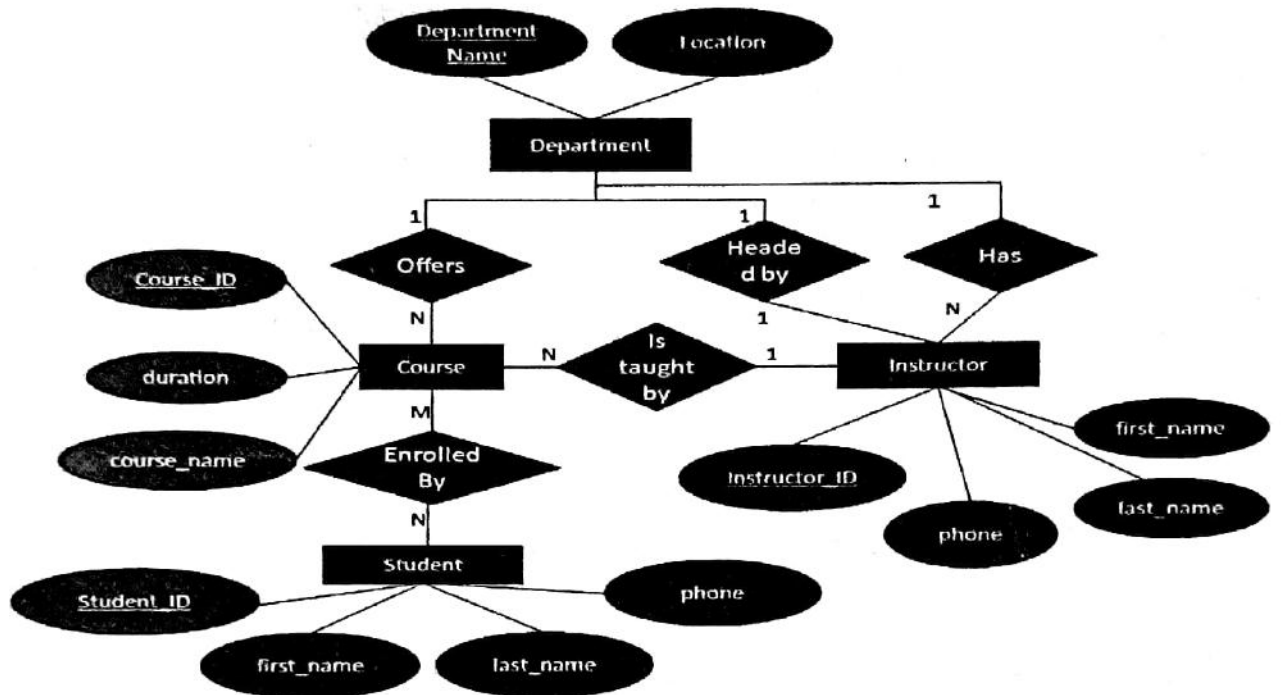 Department
Name
Location
Department
1
1
1
Offers
Heade
d by
Has
Course_ID
N
1
N
duration
Course
N
Is
taught
by
1
Instructor
M
course_name
Enrolled
By
first_name
Instructor_ID
last_name
N
phone
Student
Student_ID
phone
first_name
last_name